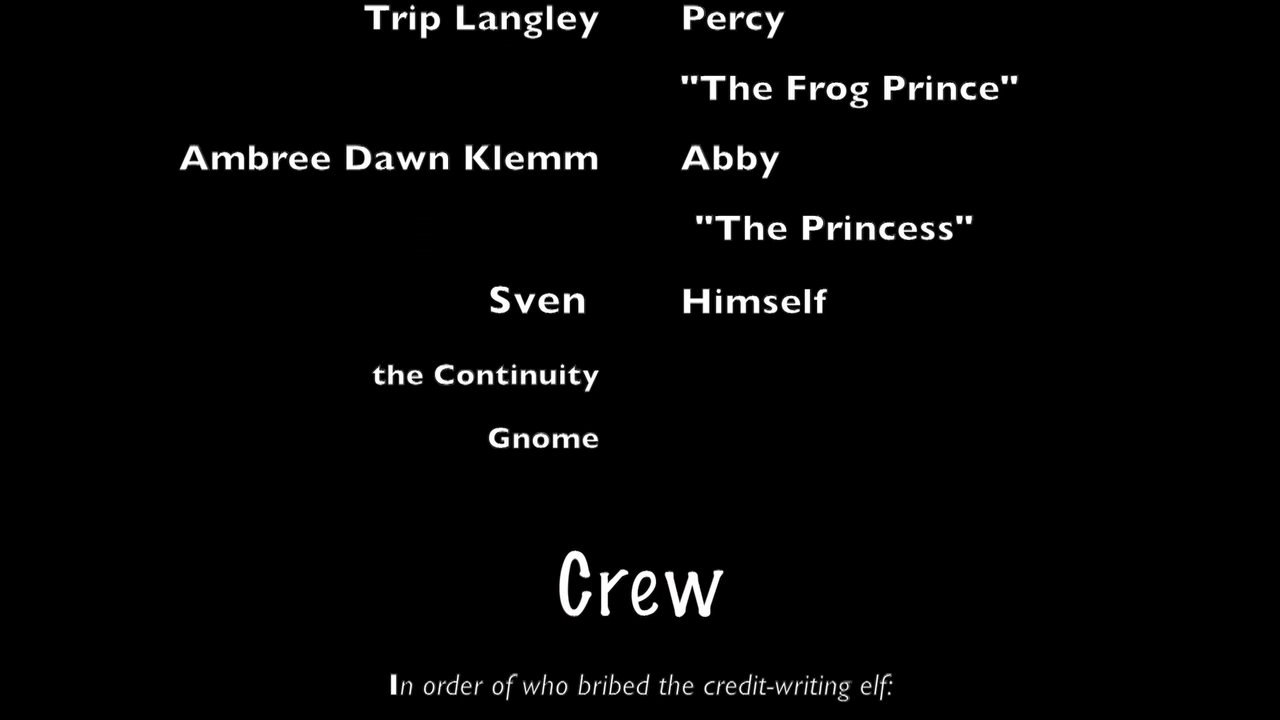 Trip Langley Percy
"The Frog Prince"
Ambree Dawn Klemm Abby
"The Princess"
Sven Himself
the Continuity
Gnome
Crew
In order of who bribed the credit-writing elf: